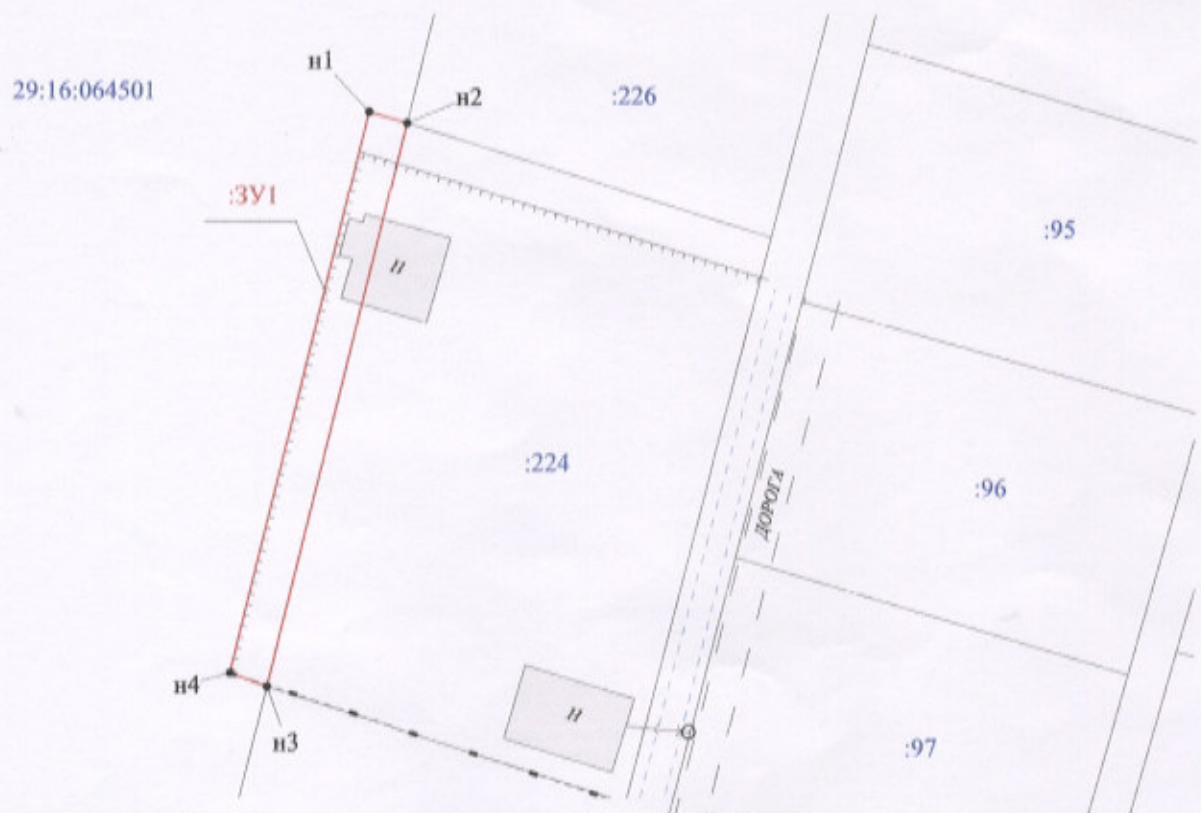 н1
н2
29:16:064501
:226
:ЗУ1
:95
Н
:224
:96
ДОРОГА
н4
Н
н3
:97